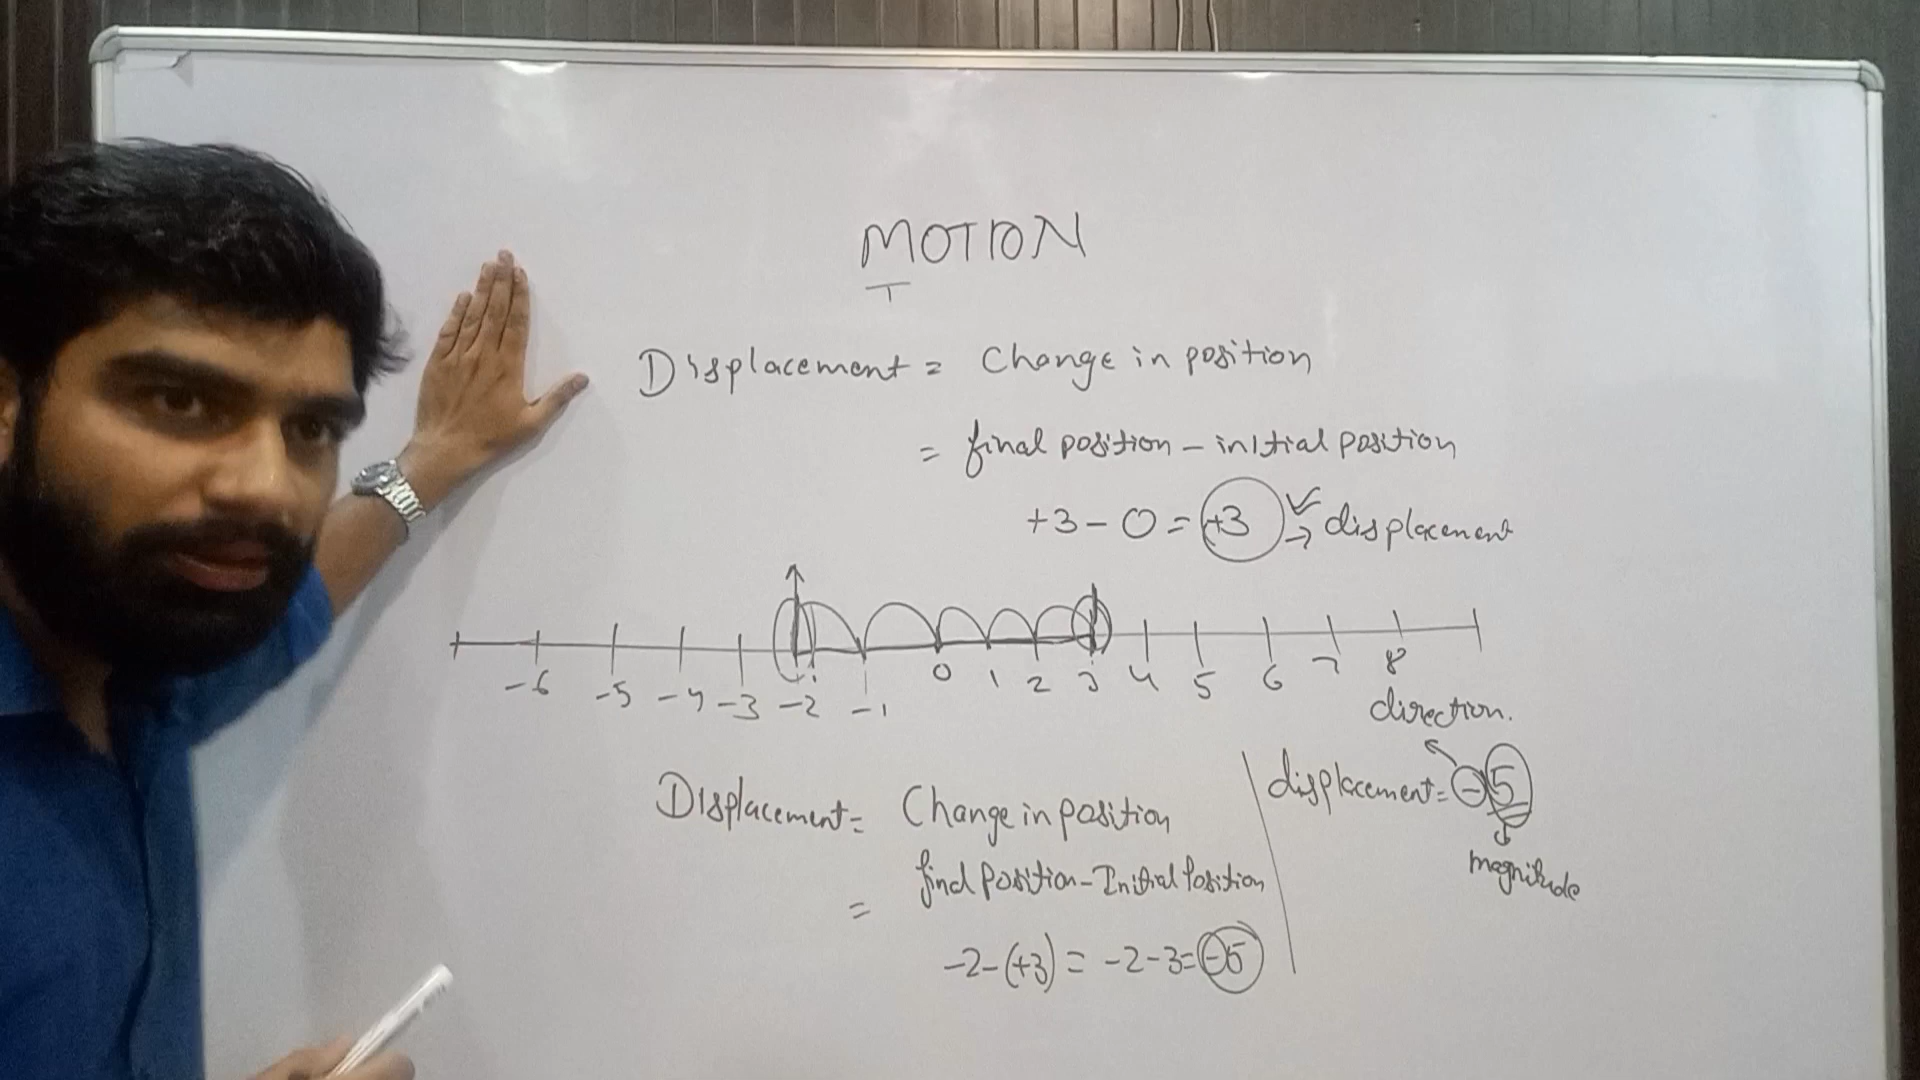 MOTION
Displacement = Change in position
= final position - initial position
+3 - 0 = +3 → displacement
-6 -5 -4 -3 -2 -1 0 1 2 3 4 5 6 7 8
direction.
displacement = -5
magnitude
Displacement = Change in position
= final Position - Initial Position
-2-(+3) = -2-3 = -5